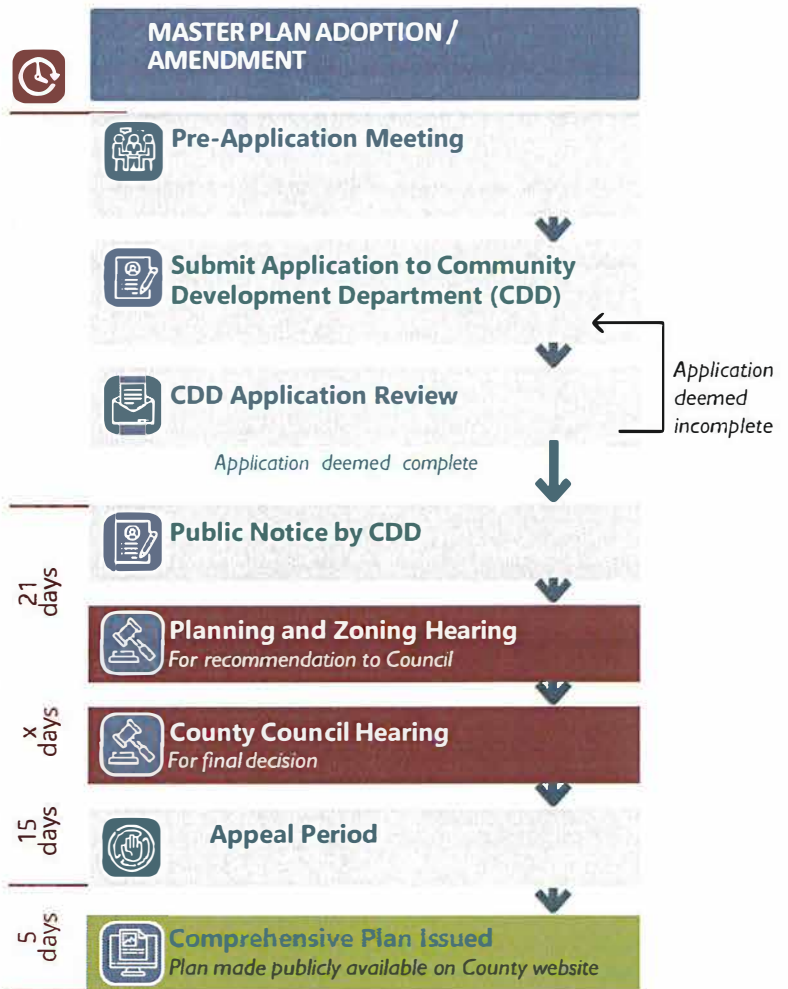 MASTER PLAN ADOPTION /
AMENDMENT
Pre-Application Meeting
Submit Application to Community
Development Department (CDD)
Application
deemed
incomplete
CDD Application Review
Application deemed complete
Public Notice by CDD
21
days
Planning and Zoning Hearing
For recommendation to Council
x
days
County Council Hearing
For final decision
15
days
Appeal Period
5
days
Comprehensive Plan Issued
Plan made publicly available on County website